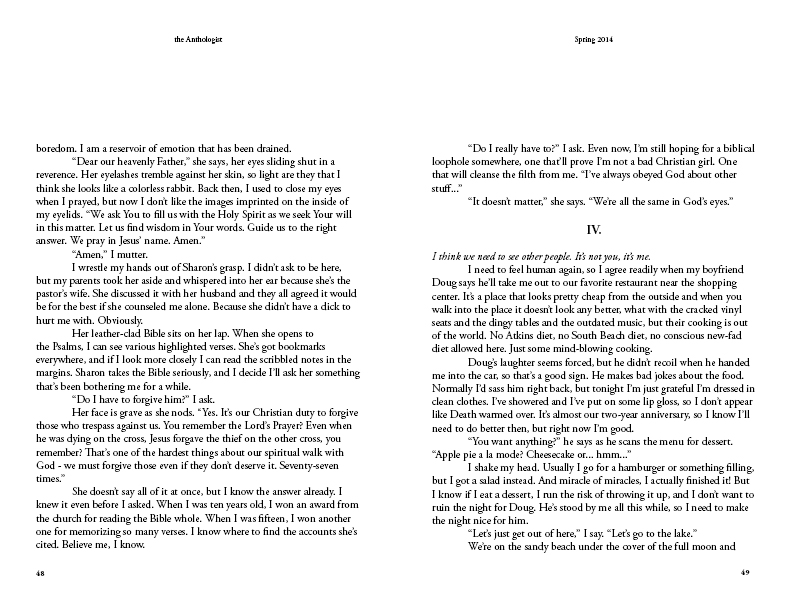 the Anthologist
boredom. I am a reservoir of emotion that has been drained.
“Dear our heavenly Father,” she says, her eyes sliding shut in a
reverence. Her eyelashes tremble against her skin, so light are they that I
think she looks like a colorless rabbit. Back then, I used to close my eyes
when I prayed, but now I don’t like the images imprinted on the inside of
my eyelids. “We ask You to fill us with the Holy Spirit as we seek Your will
in this matter. Let us find wisdom in Your words. Guide us to the right
answer. We pray in Jesus’ name. Amen.”
“Amen,” I mutter.
I wrestle my hands out of Sharon’s grasp. I didn’t ask to be here,
but my parents took her aside and whispered into her ear because she’s the
pastor’s wife. She discussed it with her husband and they all agreed it would
be for the best if she counseled me alone. Because she didn’t have a dick to
hurt me with. Obviously.
Her leather-clad Bible sits on her lap. When she opens to
the Psalms, I can see various highlighted verses. She’s got bookmarks
everywhere, and if I look more closely I can read the scribbled notes in the
margins. Sharon takes the Bible seriously, and I decide I’ll ask her something
that’s been bothering me for a while.
“Do I have to forgive him?” I ask.
Her face is grave as she nods. “Yes. It’s our Christian duty to forgive
those who trespass against us. You remember the Lord’s Prayer? Even when
he was dying on the cross, Jesus forgave the thief on the other cross, you
remember? That’s one of the hardest things about our spiritual walk with
God - we must forgive those even if they don’t deserve it. Seventy-seven
times.”
She doesn’t say all of it at once, but I know the answer already. I
knew it even before I asked. When I was ten years old, I won an award from
the church for reading the Bible whole. When I was fifteen, I won another
one for memorizing so many verses. I know where to find the accounts she’s
cited. Believe me, I know.
48
Spring 2014
“Do I really have to?” I ask. Even now, I’m still hoping for a biblical
loophole somewhere, one that’ll prove I’m not a bad Christian girl. One
that will cleanse the filth from me. “I’ve always obeyed God about other
stuff...”
“It doesn’t matter,” she says. “We’re all the same in God’s eyes.”
IV.
I think we need to see other people. It’s not you, it’s me.
I need to feel human again, so I agree readily when my boyfriend
Doug says he’ll take me out to our favorite restaurant near the shopping
center. It’s a place that looks pretty cheap from the outside and when you
walk into the place it doesn’t look any better, what with the cracked vinyl
seats and the dingy tables and the outdated music, but their cooking is out
of the world. No Atkins diet, no South Beach diet, no conscious new-fad
diet allowed here. Just some mind-blowing cooking.
Doug’s laughter seems forced, but he didn’t recoil when he handed
me into the car, so that’s a good sign. He makes bad jokes about the food.
Normally I’d sass him right back, but tonight I’m just grateful I’m dressed in
clean clothes. I’ve showered and I’ve put on some lip gloss, so I don’t appear
like Death warmed over. It’s almost our two-year anniversary, so I know I’ll
need to do better then, but right now I’m good.
“You want anything?” he says as he scans the menu for dessert.
“Apple pie a la mode? Cheesecake or... hmm...”
I shake my head. Usually I go for a hamburger or something filling,
but I got a salad instead. And miracle of miracles, I actually finished it! But
I know if I eat a dessert, I run the risk of throwing it up, and I don’t want to
ruin the night for Doug. He’s stood by me all this while, so I need to make
the night nice for him.
“Let’s just get out of here,” I say. “Let’s go to the lake.”
We’re on the sandy beach under the cover of the full moon and
49